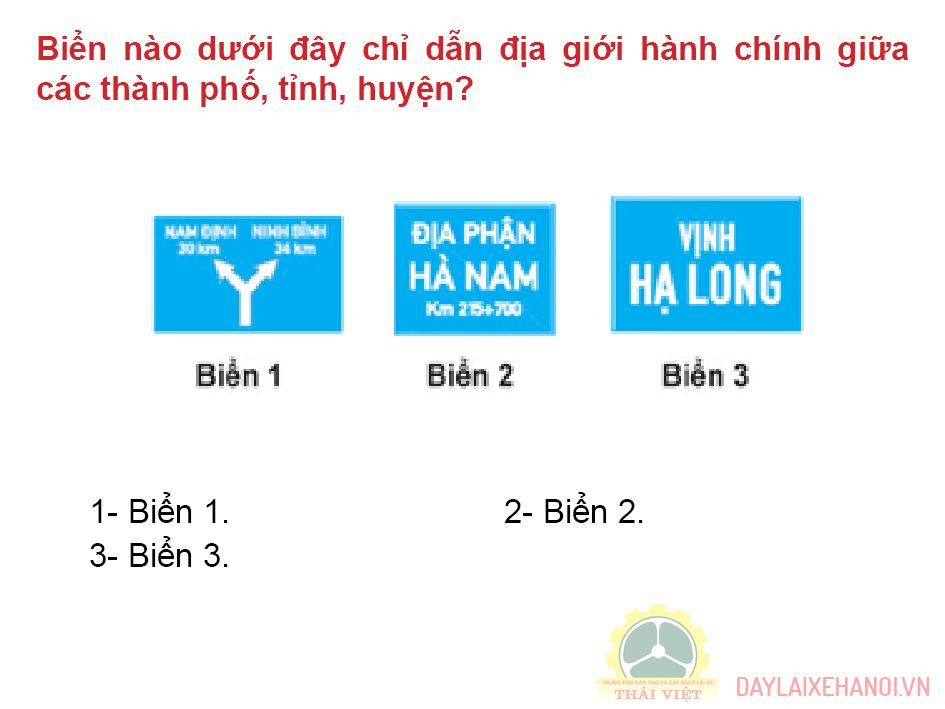 Biển nào dưới đây chỉ dẫn địa giới hành chính giữa
các thành phố, tỉnh, huyện?
NAM ĐỊNH NINH BÌNH
30 km 34 km
ĐỊA PHẬN
HÀ NAM
Km 215+700
VỊNH
HẠ LONG
Biển 1 Biển 2 Biển 3
1- Biển 1. 2- Biển 2.
3- Biển 3.
TRUNG TÂM ĐÀO TẠO VÀ SÁT HẠCH LÁI XE
THÁI VIỆT
DAYLAIXEHANOI.VN